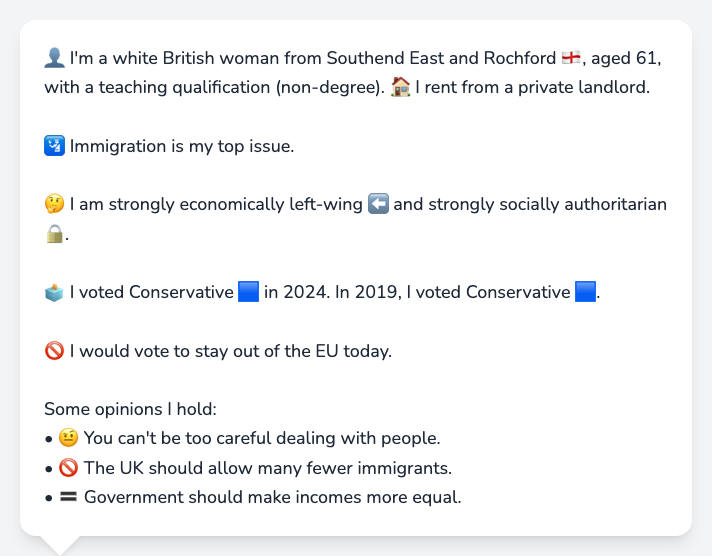 👤 I'm a white British woman from Southend East and Rochford 🏴󠁧󠁢󠁥󠁮󠁧󠁿, aged 61,
with a teaching qualification (non-degree). 🏠 I rent from a private landlord.
🛂 Immigration is my top issue.
🤔 I am strongly economically left-wing ⬅️ and strongly socially authoritarian
🔒.
🗳️ I voted Conservative 🟦 in 2024. In 2019, I voted Conservative 🟦.
🚫 I would vote to stay out of the EU today.
Some opinions I hold:
• 🤨 You can't be too careful dealing with people.
• 🚫 The UK should allow many fewer immigrants.
• 🟰 Government should make incomes more equal.